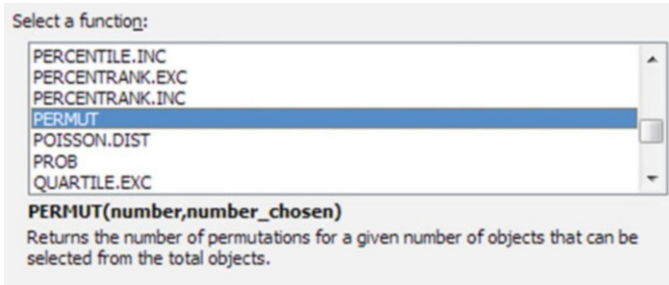 Select a function:
PERCENTILE.INC
PERCENTRANK.EXC
PERCENTRANK.INC
PERMUT
POISSON.DIST
PROB
QUARTILE.EXC
PERMUT(number,number_chosen)
Returns the number of permutations for a given number of objects that can be
selected from the total objects.